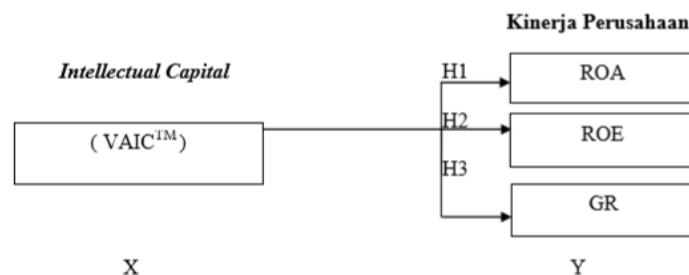 Kinerja Perusahaan
Intellectual Capital
H1
ROA
( VAIC™)
H2
ROE
H3
GR
X
Y